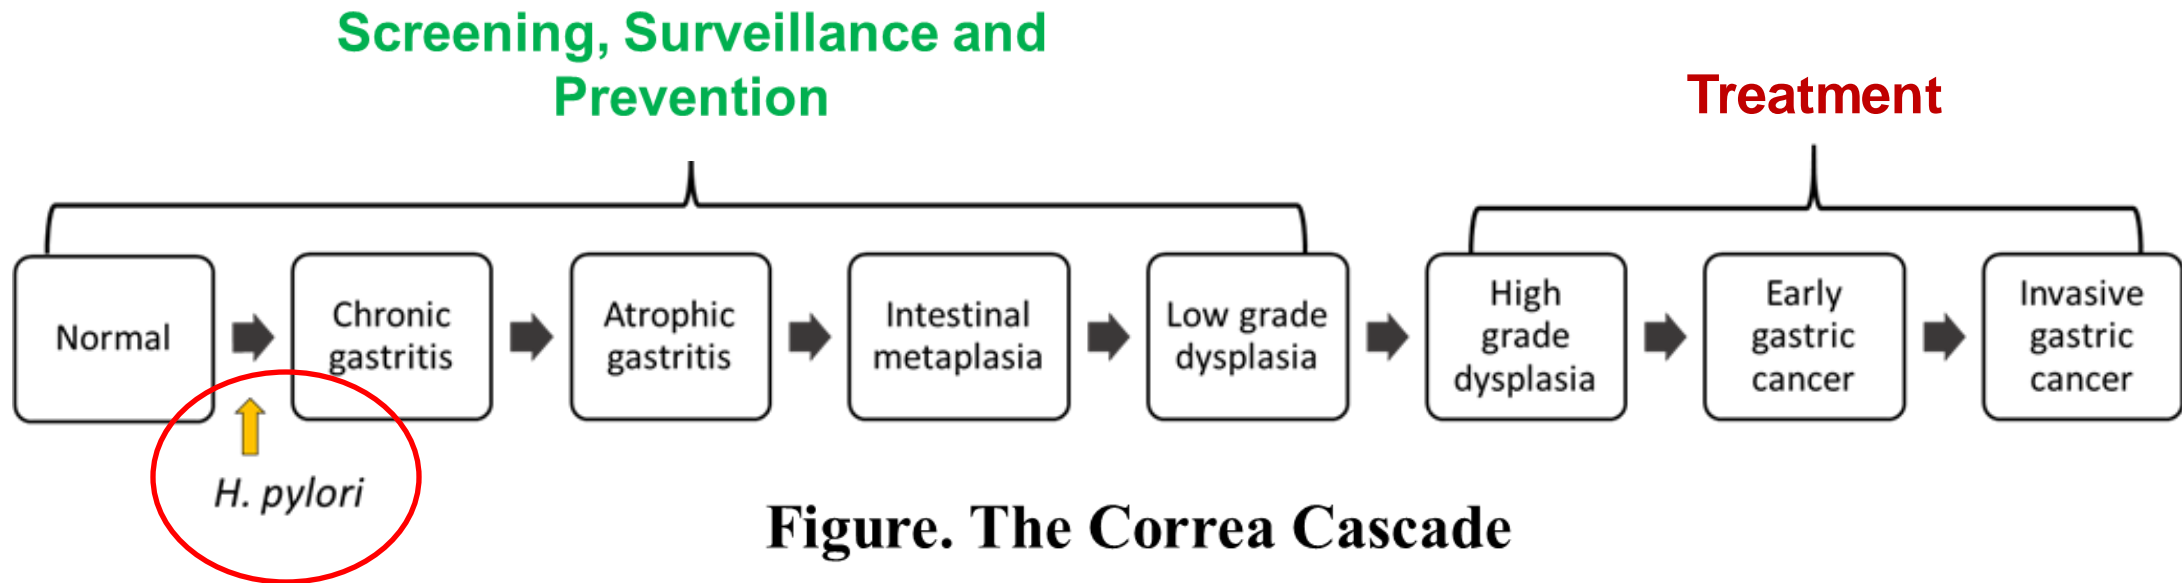 Screening, Surveillance and
Prevention
Treatment
Normal
Chronic
gastritis
Atrophic
gastritis
Intestinal
metaplasia
Low grade
dysplasia
High
grade
dysplasia
Early
gastric
cancer
Invasive
gastric
cancer
H. pylori
Figure. The Correa Cascade